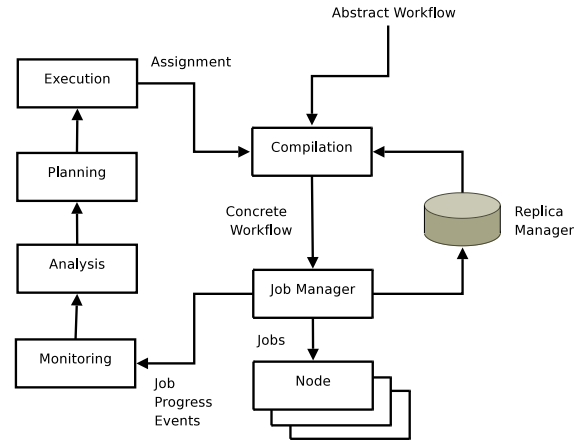 Abstract Workflow
Execution
Assignment
Compilation
Planning
Concrete
Workflow
Replica
Manager
Analysis
Job Manager
Monitoring
Jobs
Node
Job
Progress
Events